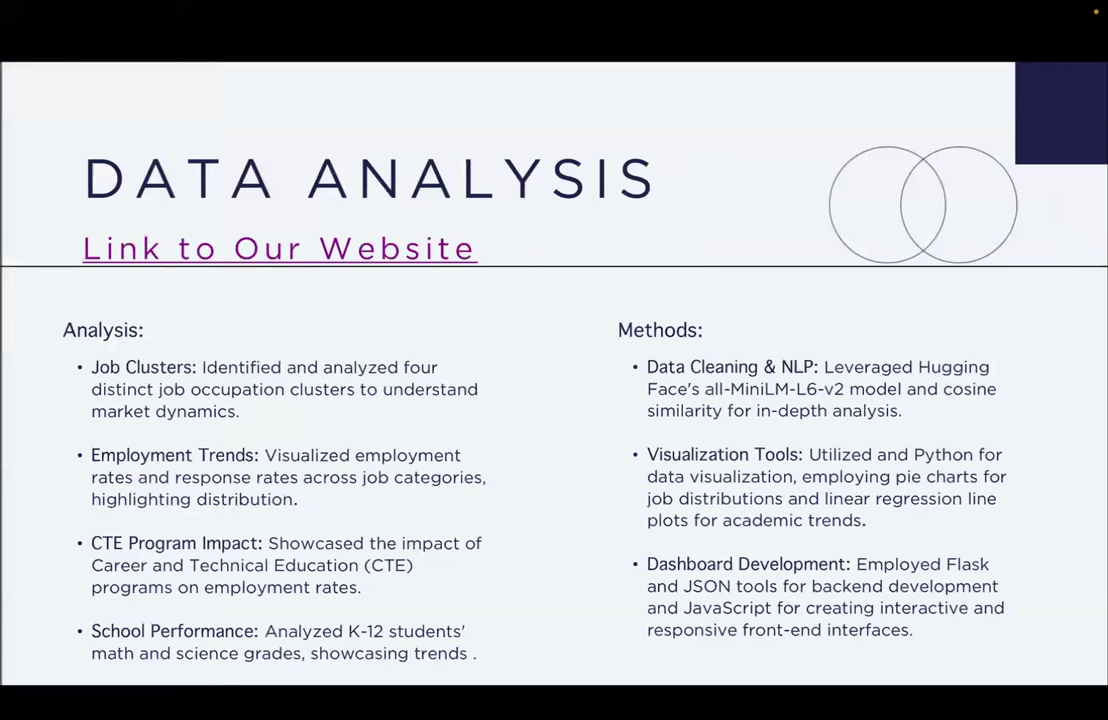 DATA ANALYSIS
Link to Our Website
Analysis:
• Job Clusters: Identified and analyzed four
distinct job occupation clusters to understand
market dynamics.
• Employment Trends: Visualized employment
rates and response rates across job categories,
highlighting distribution.
• CTE Program Impact: Showcased the impact of
Career and Technical Education (CTE)
programs on employment rates.
• School Performance: Analyzed K-12 students'
math and science grades, showcasing trends .
Methods:
• Data Cleaning & NLP: Leveraged Hugging
Face's all-MiniLM-L6-v2 model and cosine
similarity for in-depth analysis.
• Visualization Tools: Utilized and Python for
data visualization, employing pie charts for
job distributions and linear regression line
plots for academic trends.
• Dashboard Development: Employed Flask
and JSON tools for backend development
and JavaScript for creating interactive and
responsive front-end interfaces.